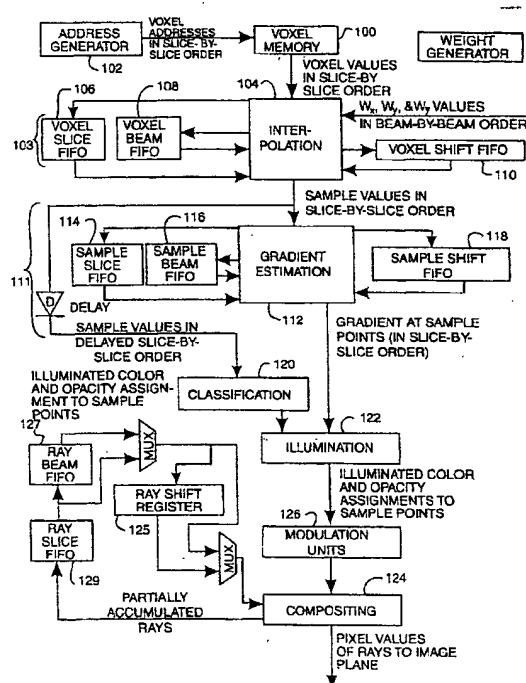 ADDRESS
GENERATOR
102
VOXEL
ADDRESSES
IN SLICE-BY-
SLICE ORDER
VOXEL
MEMORY
100
WEIGHT
GENERATOR
VOXEL VALUES
IN SLICE-BY
SLICE ORDER
104
106
108
103
VOXEL
SLICE
FIFO
VOXEL
BEAM
FIFO
INTER-
POLATION
Wx, Wy, &Wz VALUES
IN BEAM-BY-BEAM ORDER
VOXEL SHIFT FIFO
110
SAMPLE VALUES IN
SLICE-BY-SLICE ORDER
114
116
118
111
SAMPLE
SLICE
FIFO
SAMPLE
BEAM
FIFO
GRADIENT
ESTIMATION
SAMPLE SHIFT
FIFO
112
D
DELAY
SAMPLE VALUES IN
DELAYED SLICE-BY-
SLICE ORDER
GRADIENT AT SAMPLE
POINTS (IN SLICE-BY-
SLICE ORDER)
120
CLASSIFICATION
ILLUMINATED COLOR
AND OPACITY ASSIGN-
MENT TO SAMPLE
POINTS
127
RAY
BEAM
FIFO
MUX
122
ILLUMINATION
ILLUMINATED COLOR
AND OPACITY
ASSIGNMENTS TO
SAMPLE POINTS
RAY SHIFT
REGISTER
125
RAY
SLICE
FIFO
129
MUX
126
MODULATION
UNITS
124
COMPOSITING
PARTIALLY
ACCUMULATED
RAYS
PIXEL VALUES
OF RAYS TO IMAGE
PLANE